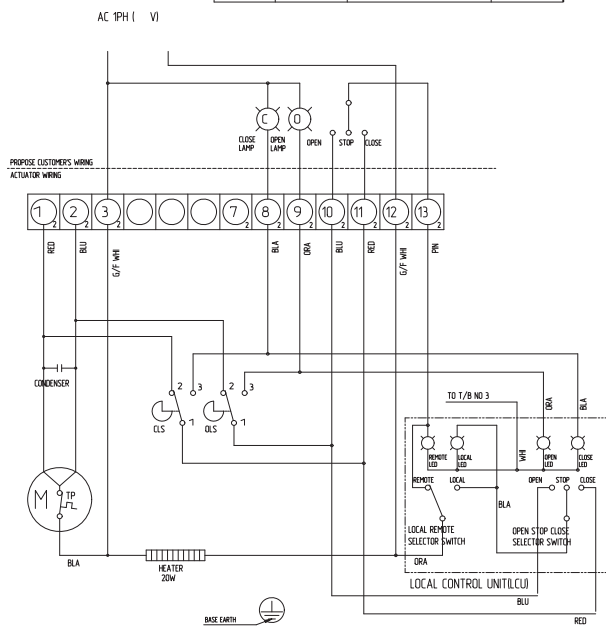 AC 1PH ( V)
C
O
CLOSE LAMP
OPEN LAMP
OPEN
STOP
CLOSE
PROPOSE CUSTOMER'S WIRING
ACTUATOR WIRING
1 2
2 2
3 2
7 2
8 2
9 2
10 2
11 2
12 2
13 2
RED
BLU
G/F WHI
BLA
ORA
BLU
RED
G/F WHI
PIN
CONDENSER
2
3
2
3
TO T/B NO 3
ORA
BLA
CLS
1
OLS
1
WHI
REMOTE LED
LOCAL LED
OPEN LED
CLOSE LED
REMOTE
LOCAL
OPEN
STOP
CLOSE
M
TP
BLA
LOCAL REMOTE
SELECTOR SWITCH
OPEN STOP CLOSE
SELECTOR SWITCH
BLA
HEATER
20W
ORA
LOCAL CONTROL UNIT(LCU)
BLU
BASE EARTH
RED